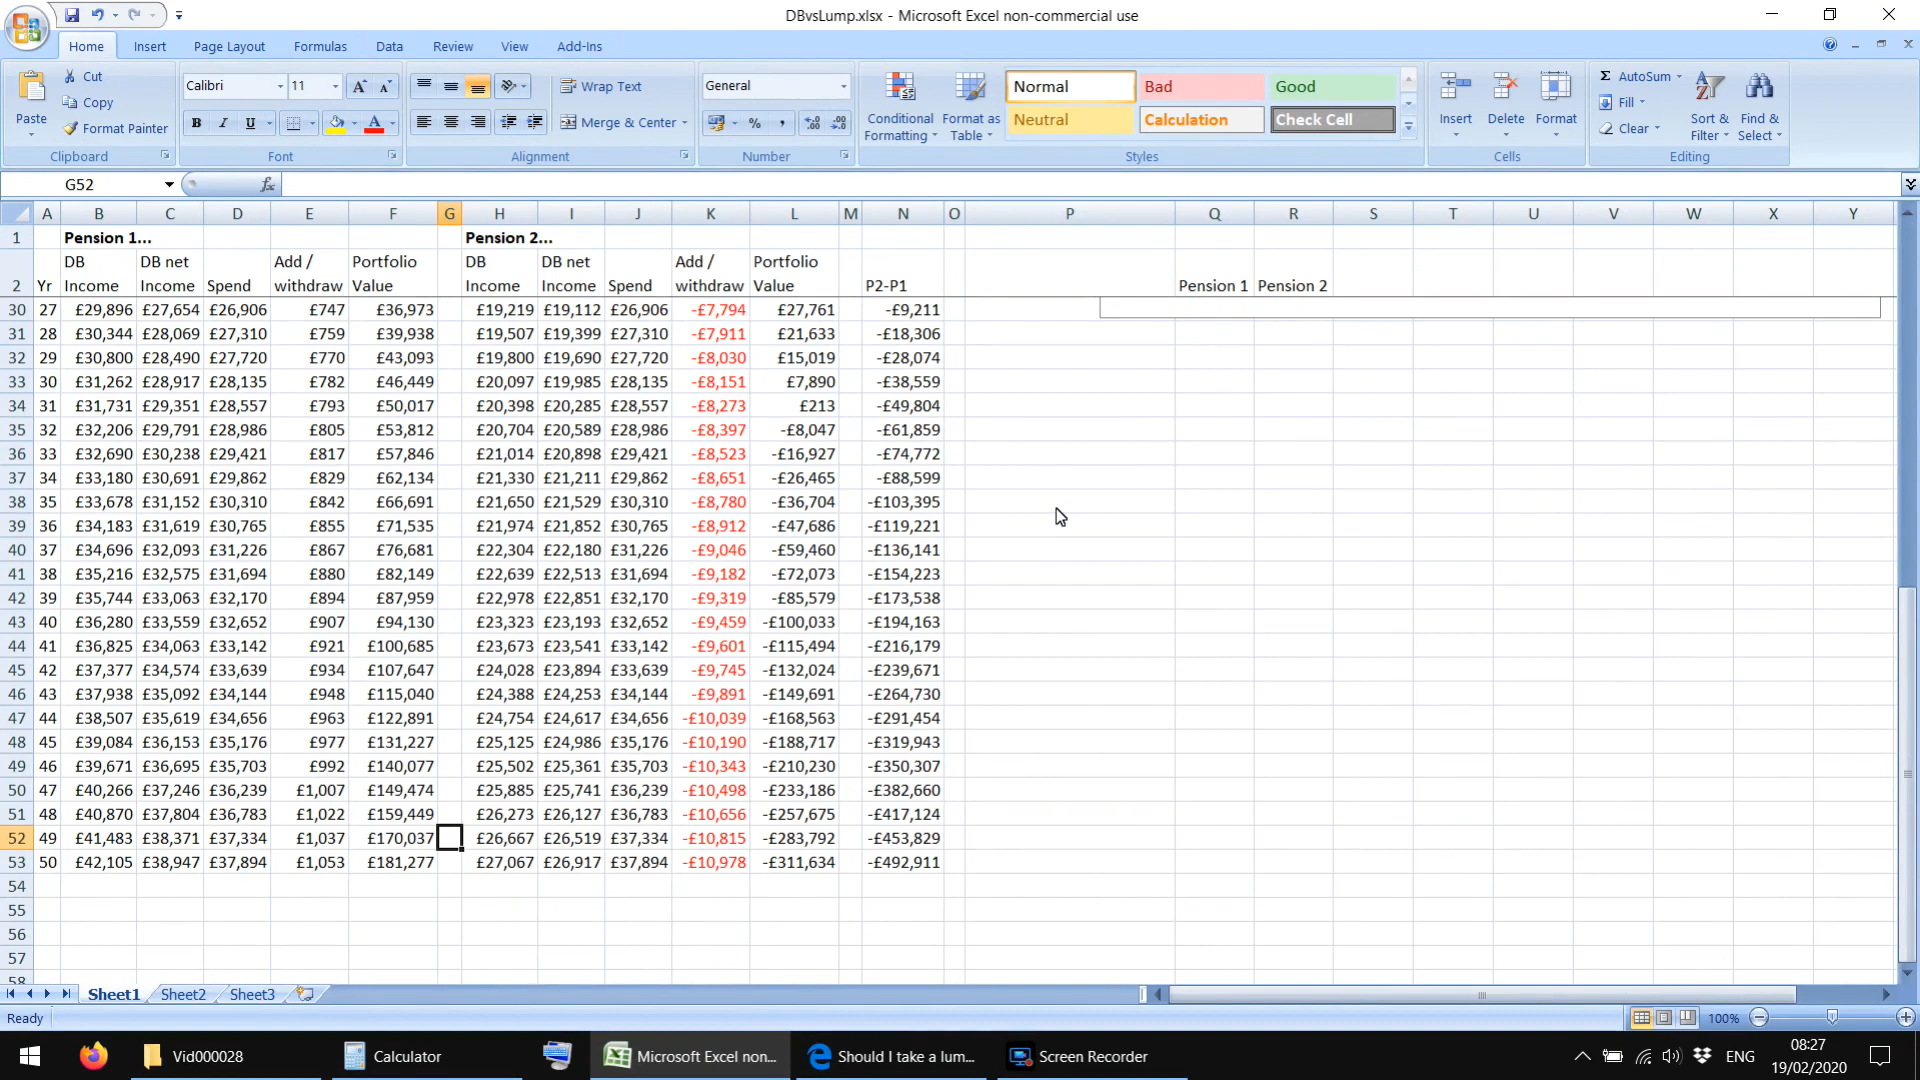 DBvsLump.xlsx - Microsoft Excel non-commercial use
Home Insert Page Layout Formulas Data Review View Add-Ins
Paste Cut Copy Format Painter Clipboard
Calibri 11 A A B I U A Font
Wrap Text Merge & Center Alignment
General % , Number
Conditional Formatting Format as Table Normal Bad Good Neutral Calculation Check Cell Styles
Insert Delete Format Cells
Σ AutoSum Fill Clear Sort & Filter Find & Select Editing
G52 fx
A B C D E F G H I J K L M N O P Q R S T U V W X Y
1 Pension 1... Pension 2...
DB DB net Add / Portfolio DB DB net Add / Portfolio
2 Yr Income Income Spend withdraw Value Income Income Spend withdraw Value P2-P1 Pension 1 Pension 2
30 27 £29,896 £27,654 £26,906 £747 £36,973 £19,219 £19,112 £26,906 -£7,794 £27,761 -£9,211
31 28 £30,344 £28,069 £27,310 £759 £39,938 £19,507 £19,399 £27,310 -£7,911 £21,633 -£18,306
32 29 £30,800 £28,490 £27,720 £770 £43,093 £19,800 £19,690 £27,720 -£8,030 £15,019 -£28,074
33 30 £31,262 £28,917 £28,135 £782 £46,449 £20,097 £19,985 £28,135 -£8,151 £7,890 -£38,559
34 31 £31,731 £29,351 £28,557 £793 £50,017 £20,398 £20,285 £28,557 -£8,273 £213 -£49,804
35 32 £32,206 £29,791 £28,986 £805 £53,812 £20,704 £20,589 £28,986 -£8,397 -£8,047 -£61,859
36 33 £32,690 £30,238 £29,421 £817 £57,846 £21,014 £20,898 £29,421 -£8,523 -£16,927 -£74,772
37 34 £33,180 £30,691 £29,862 £829 £62,134 £21,330 £21,211 £29,862 -£8,651 -£26,465 -£88,599
38 35 £33,678 £31,152 £30,310 £842 £66,691 £21,650 £21,529 £30,310 -£8,780 -£36,704 -£103,395
39 36 £34,183 £31,619 £30,765 £855 £71,535 £21,974 £21,852 £30,765 -£8,912 -£47,686 -£119,221
40 37 £34,696 £32,093 £31,226 £867 £76,681 £22,304 £22,180 £31,226 -£9,046 -£59,460 -£136,141
41 38 £35,216 £32,575 £31,694 £880 £82,149 £22,639 £22,513 £31,694 -£9,182 -£72,073 -£154,223
42 39 £35,744 £33,063 £32,170 £894 £87,959 £22,978 £22,851 £32,170 -£9,319 -£85,579 -£173,538
43 40 £36,280 £33,559 £32,652 £907 £94,130 £23,323 £23,193 £32,652 -£9,459 -£100,033 -£194,163
44 41 £36,825 £34,063 £33,142 £921 £100,685 £23,673 £23,541 £33,142 -£9,601 -£115,494 -£216,179
45 42 £37,377 £34,574 £33,639 £934 £107,647 £24,028 £23,894 £33,639 -£9,745 -£132,024 -£239,671
46 43 £37,938 £35,092 £34,144 £948 £115,040 £24,388 £24,253 £34,144 -£9,891 -£149,691 -£264,730
47 44 £38,507 £35,619 £34,656 £963 £122,891 £24,754 £24,617 £34,656 -£10,039 -£168,563 -£291,454
48 45 £39,084 £36,153 £35,176 £977 £131,227 £25,125 £24,986 £35,176 -£10,190 -£188,717 -£319,943
49 46 £39,671 £36,695 £35,703 £992 £140,077 £25,502 £25,361 £35,703 -£10,343 -£210,230 -£350,307
50 47 £40,266 £37,246 £36,239 £1,007 £149,474 £25,885 £25,741 £36,239 -£10,498 -£233,186 -£382,660
51 48 £40,870 £37,804 £36,783 £1,022 £159,449 £26,273 £26,127 £36,783 -£10,656 -£257,675 -£417,124
52 49 £41,483 £38,371 £37,334 £1,037 £170,037 £26,667 £26,519 £37,334 -£10,815 -£283,792 -£453,829
53 50 £42,105 £38,947 £37,894 £1,053 £181,277 £27,067 £26,917 £37,894 -£10,978 -£311,634 -£492,911
54
55
56
57
58
Sheet1 Sheet2 Sheet3
Ready 100%
Vid000028 Calculator Microsoft Excel non... Should I take a lum... Screen Recorder ENG 08:27
19/02/2020